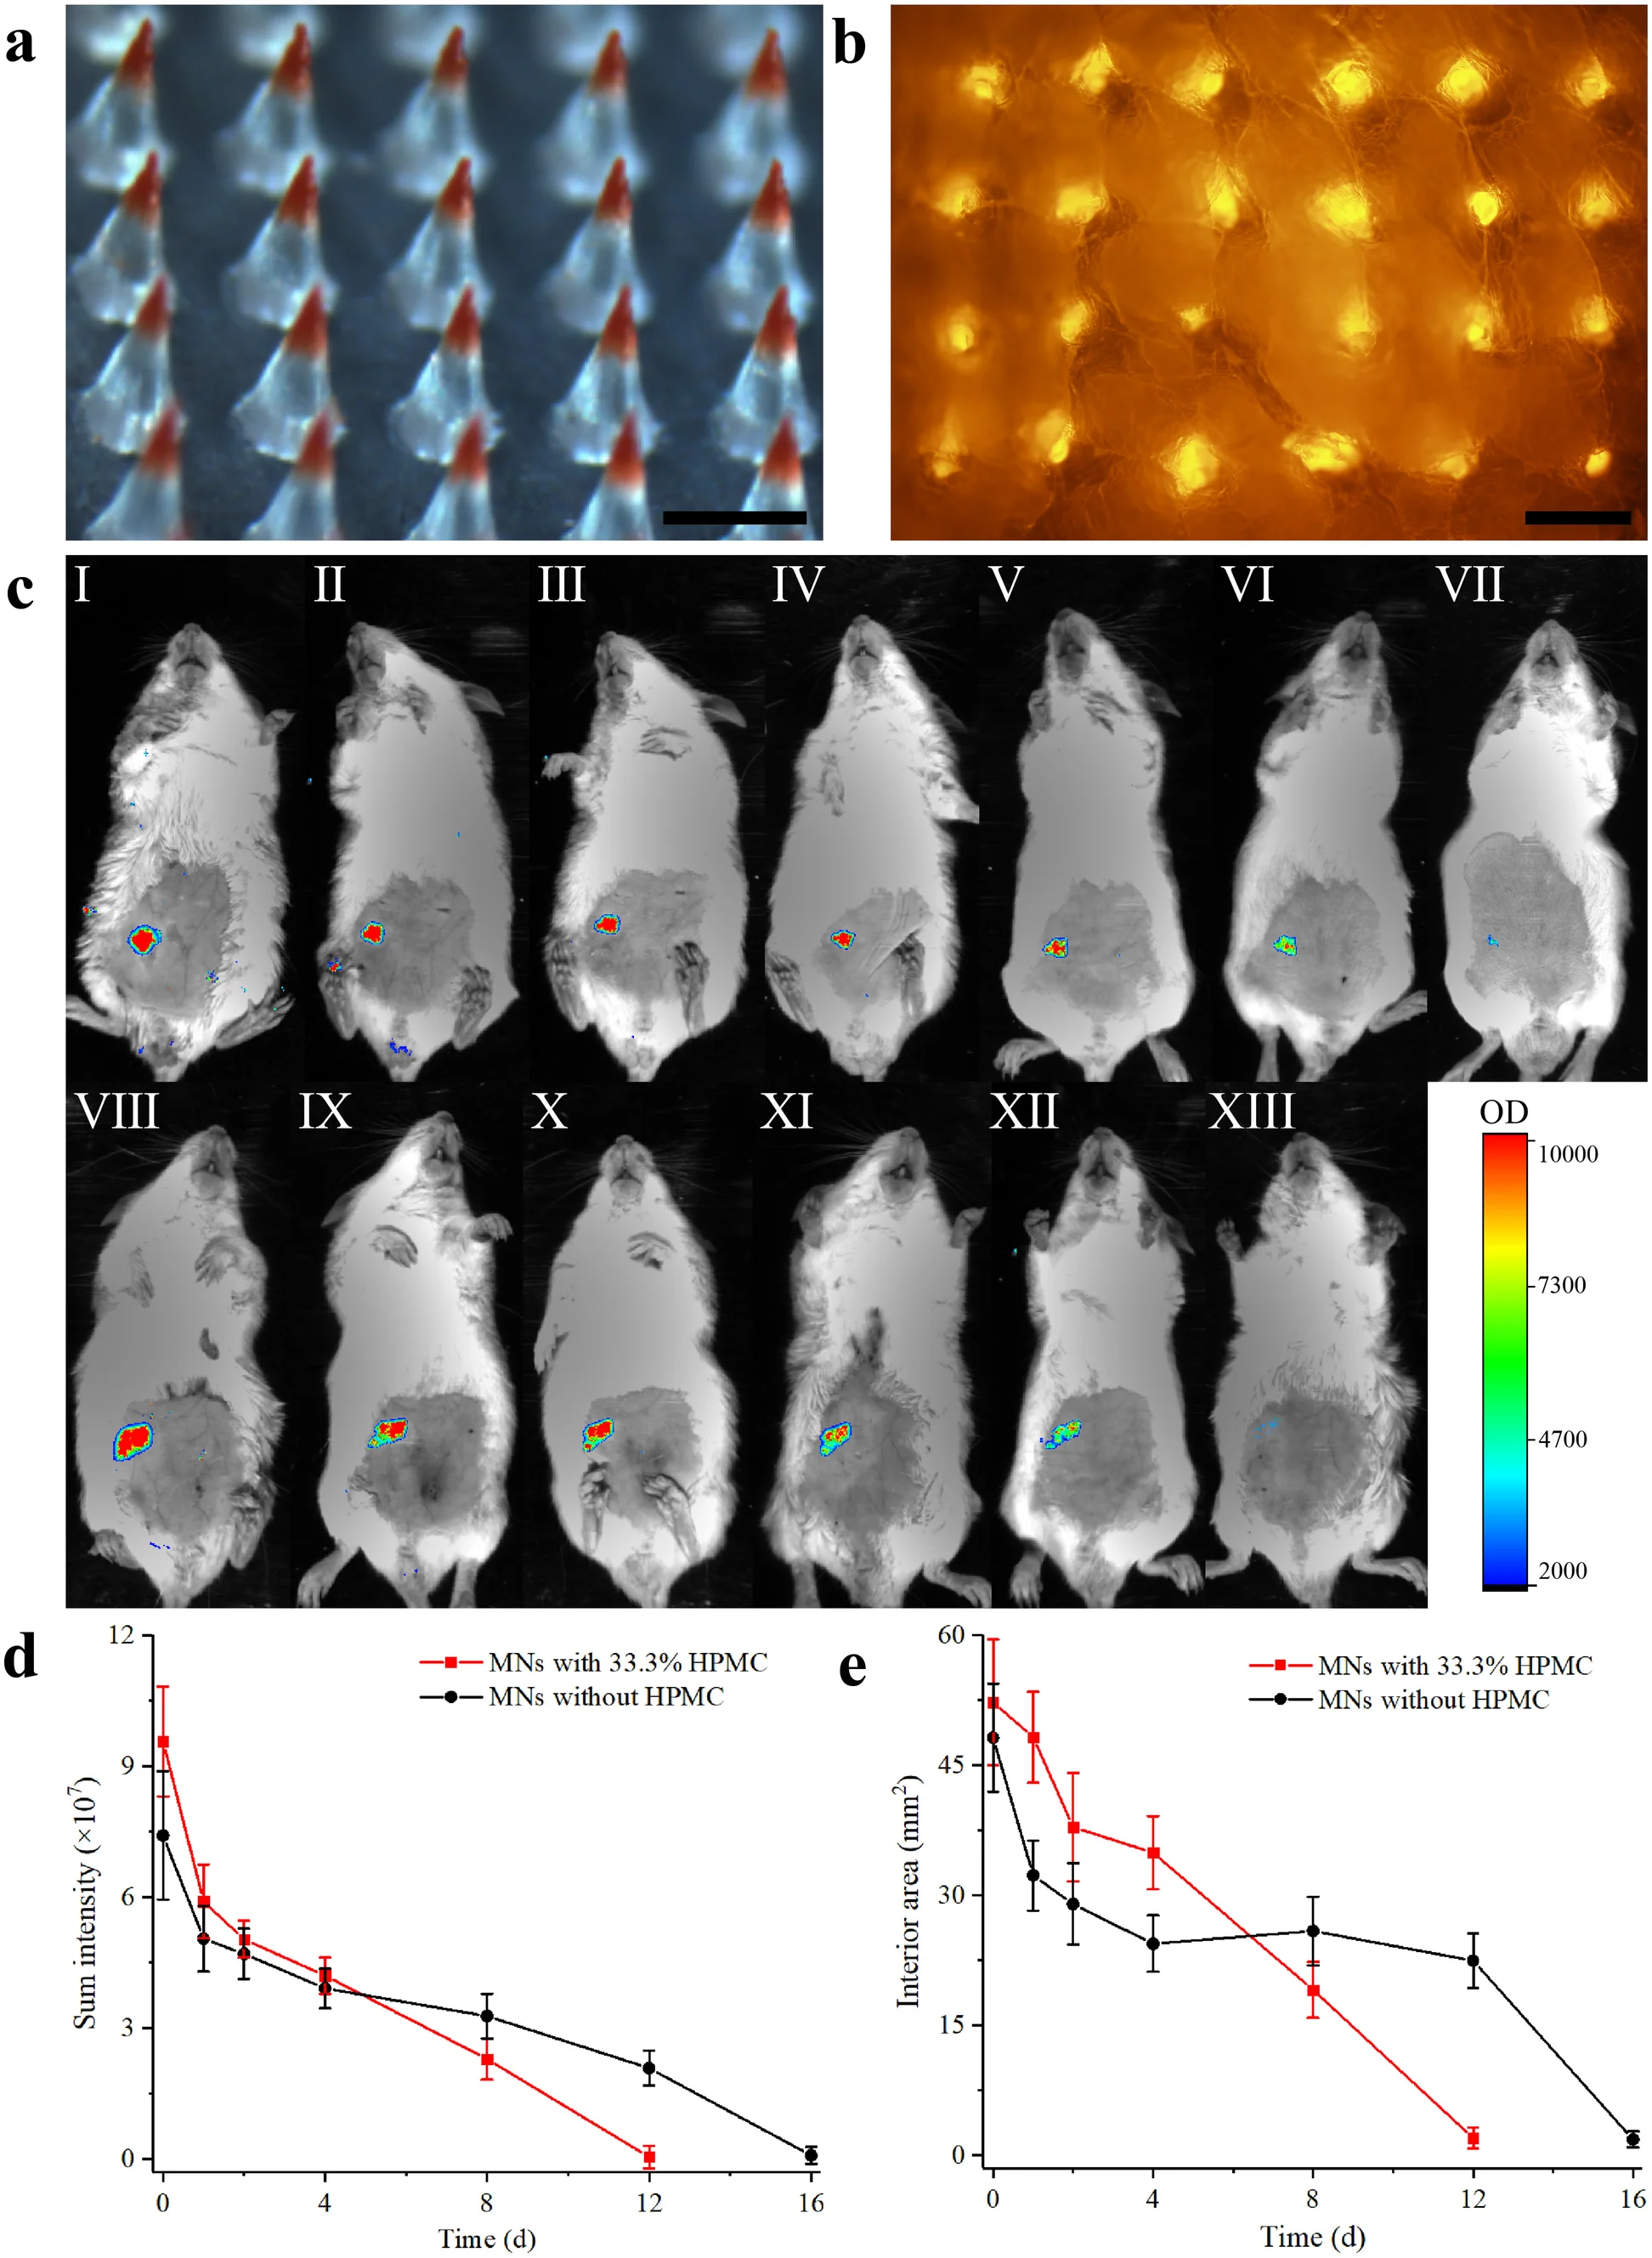 a
b
c
I
II
III
IV
V
VI
VII
VIII
IX
X
XI
XII
XIII
OD
10000
7300
4700
2000
d
12
9
6
3
0
Sum intensity (×10⁷)
MNs with 33.3% HPMC
MNs without HPMC
0 4 8 12 16
Time (d)
e
60
45
30
15
0
Interior area (mm²)
MNs with 33.3% HPMC
MNs without HPMC
0 4 8 12 16
Time (d)